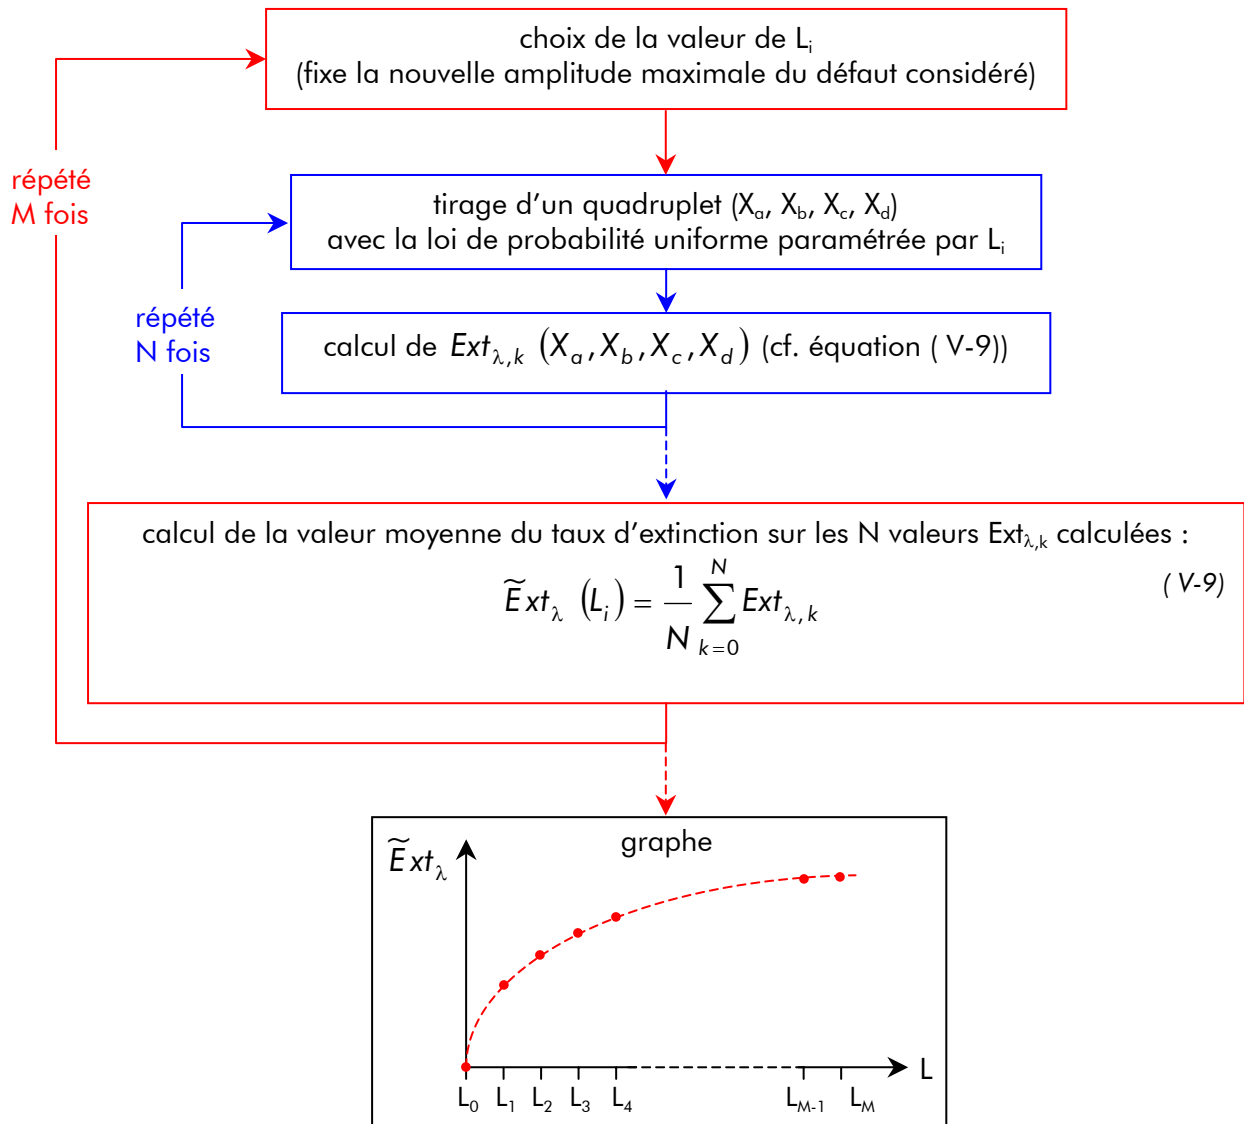 choix de la valeur de Lᵢ
(fixe la nouvelle amplitude maximale du défaut considéré)
répété
M fois
tirage d'un quadruplet (Xₐ, X_b, X_c, X_d)
avec la loi de probabilité uniforme paramétrée par Lᵢ
répété
N fois
calcul de Ext_λ,k (X_a, X_b, X_c, X_d) (cf. équation ( V-9))
calcul de la valeur moyenne du taux d'extinction sur les N valeurs Ext_λ,k calculées :
Ẽxt_λ (L_i) = 1/N ∑_{k=0}^{N} Ext_λ,k ( V-9)
graphe
Ẽxt_λ
L
L₀ L₁ L₂ L₃ L₄ L_M-1 L_M